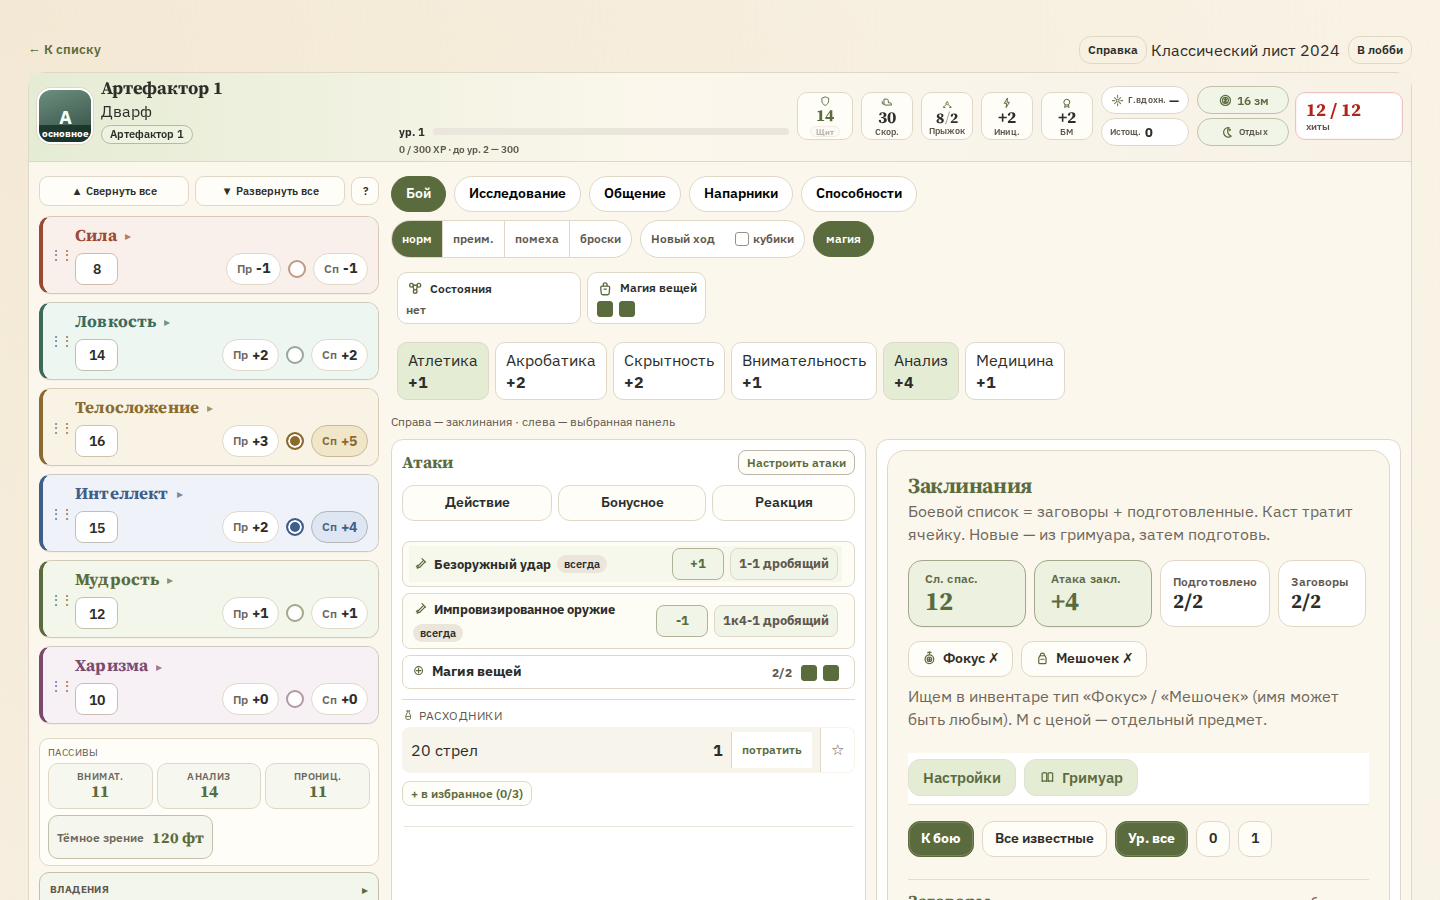 ← К списку
Справка Классический лист 2024 В лобби
А
основное
Артефактор 1
Дварф
Артефактор 1
ур. 1
0 / 300 XP · до ур. 2 — 300
14
Щит
30
Скор.
8/2
Прыжок
+2
Иниц.
+2
БМ
Г.вдохн. —
Истощ. 0
16 зм
Отдых
12 / 12
хиты
▲ Свернуть все ▼ Развернуть все ?
Сила ▸
8 Пр -1 Сп -1
Ловкость ▸
14 Пр +2 Сп +2
Телосложение ▸
16 Пр +3 Сп +5
Интеллект ▸
15 Пр +2 Сп +4
Мудрость ▸
12 Пр +1 Сп +1
Харизма ▸
10 Пр +0 Сп +0
ПАССИВЫ
ВНИМАТ. АНАЛИЗ ПРОНИЦ.
11 14 11
Тёмное зрение 120 фт
ВЛАДЕНИЯ ▸
Бой Исследование Общение Напарники Способности
норм преим. помеха броски Новый ход кубики магия
Состояния
нет
Магия вещей
Атлетика Акробатика Скрытность Внимательность Анализ Медицина
+1 +2 +2 +1 +4 +1
Справа — заклинания · слева — выбранная панель
Атаки Настроить атаки
Действие Бонусное Реакция
Безоружный удар всегда +1 1-1 дробящий
Импровизированное оружие
всегда
-1 1к4-1 дробящий
Магия вещей 2/2
РАСХОДНИКИ
20 стрел 1 потратить ☆
+ в избранное (0/3)
Заклинания
Боевой список = заговоры + подготовленные. Каст тратит
ячейку. Новые — из гримуара, затем подготовь.
Сл. спас. Атака закл. Подготовлено Заговоры
12 +4 2/2 2/2
Фокус ✗ Мешочек ✗
Ищем в инвентаре тип «Фокус» / «Мешочек» (имя может
быть любым). М с ценой — отдельный предмет.
Настройки Гримуар
К бою Все известные Ур. все 0 1